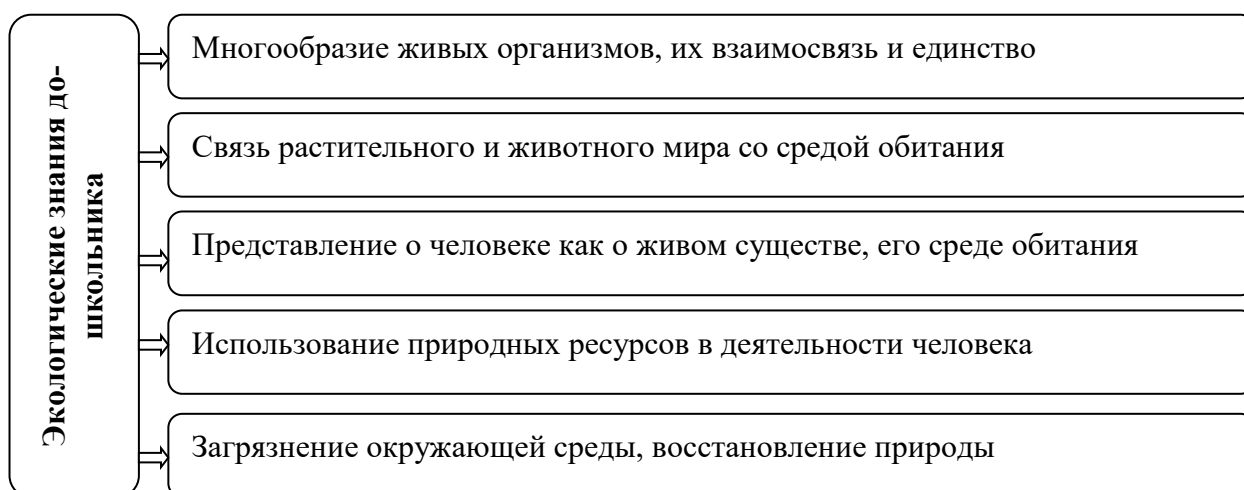 Экологические знания до-
школьника
Многообразие живых организмов, их взаимосвязь и единство
Связь растительного и животного мира со средой обитания
Представление о человеке как о живом существе, его среде обитания
Использование природных ресурсов в деятельности человека
Загрязнение окружающей среды, восстановление природы